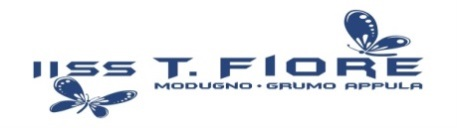 IISS T. FIORE
MODUGNO · GRUMO APPULA